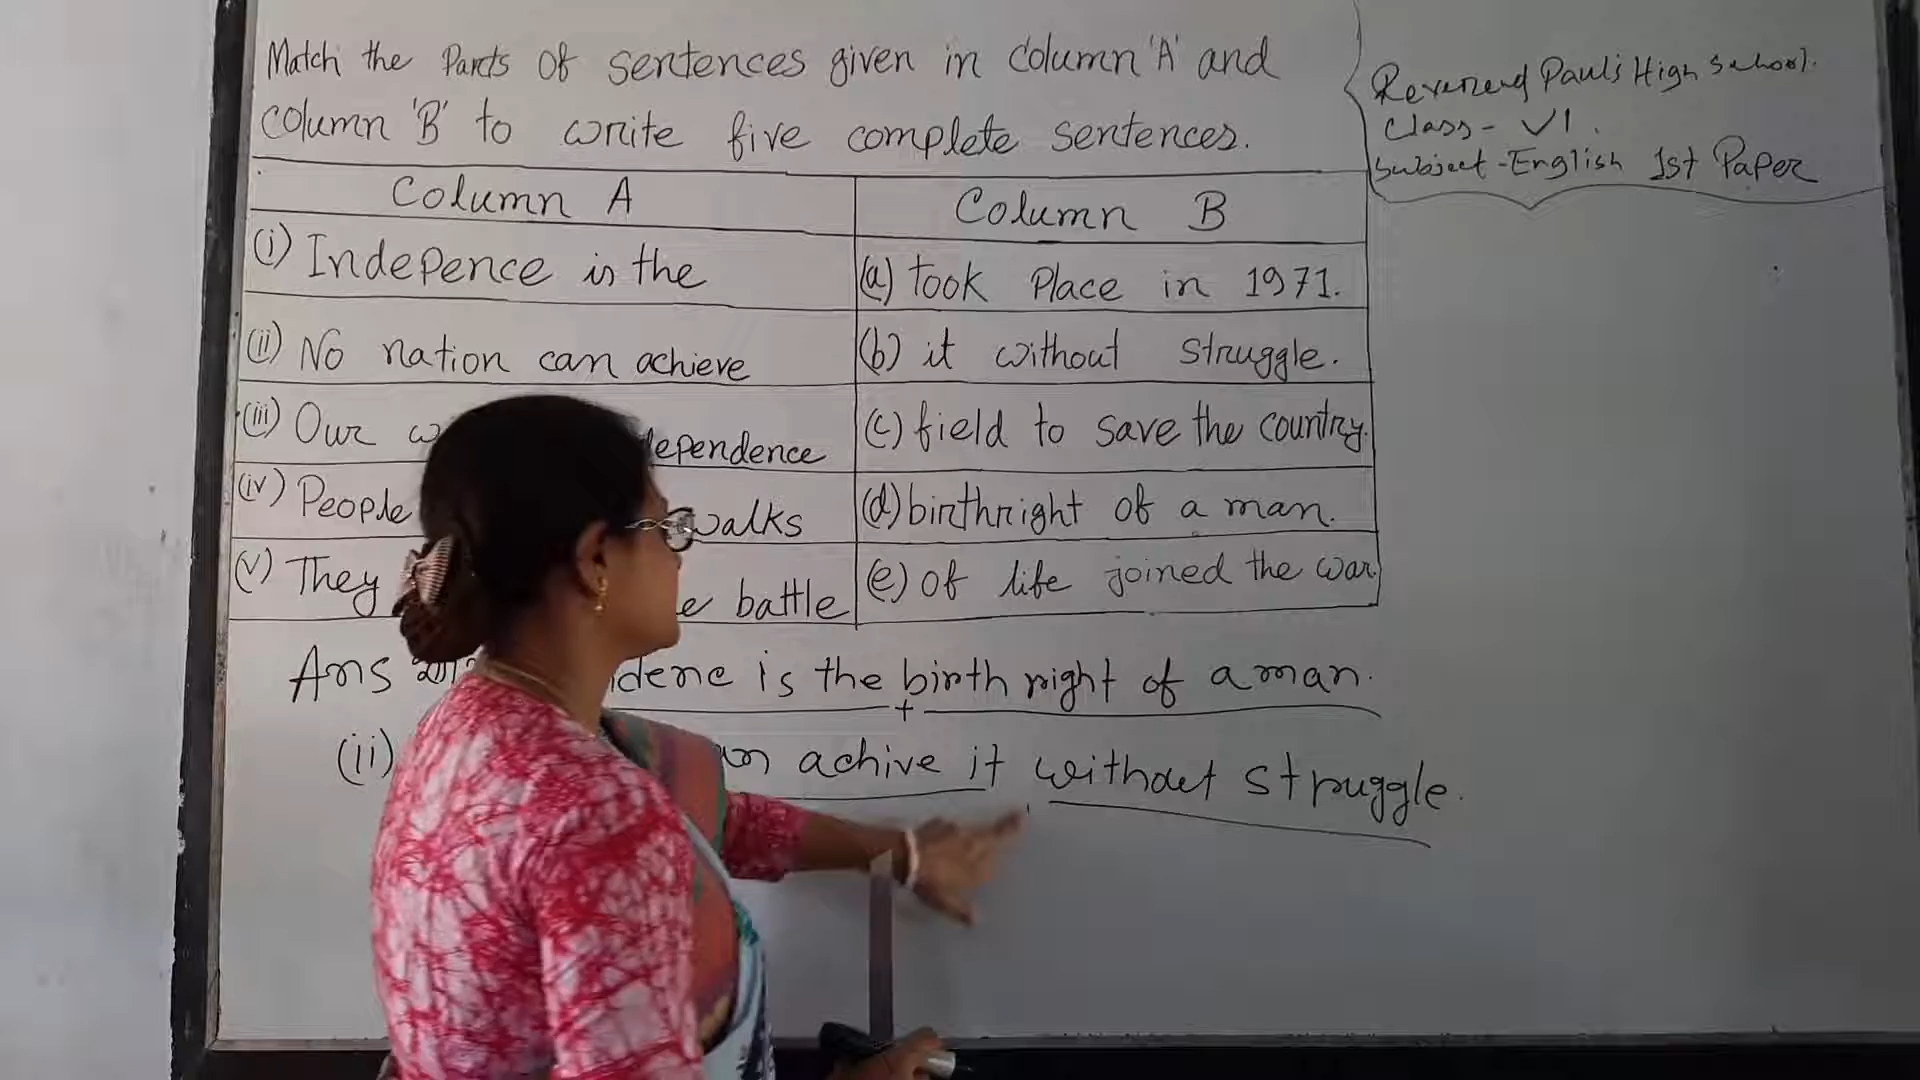 Match the Parts of sentences given in column 'A' and
column 'B' to write five complete sentences.
Reverend Paul's High School.
Class - VI.
Subject - English 1st Paper
Column A
Column B
(i) Indepence is the
(a) took place in 1971.
(ii) No nation can achieve
(b) it without struggle.
(iii) Our
(c) field to save the country.
(iv) People walks
(d) birthright of a man.
(v) They battle
(e) of life joined the war
Ans is the birth right of a man.
+
(ii) achive it without struggle.